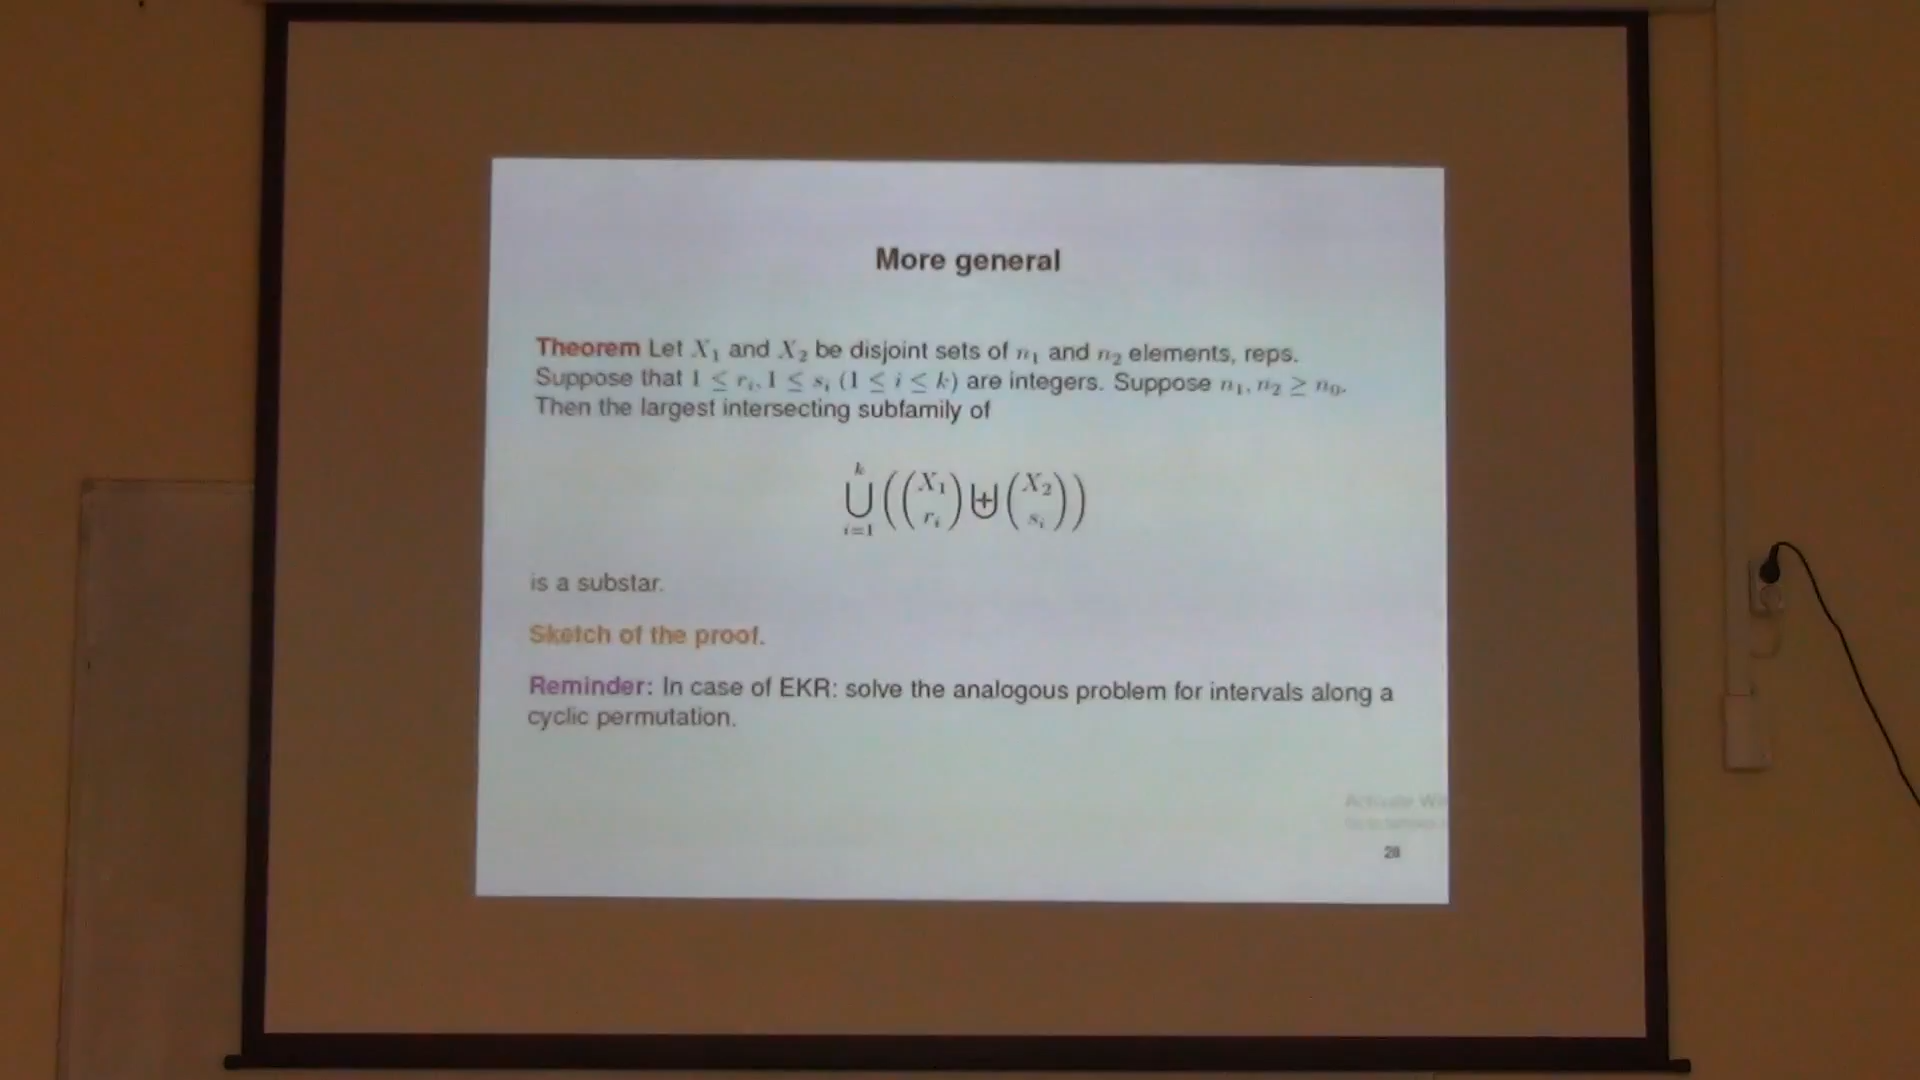 More general
Theorem Let X₁ and X₂ be disjoint sets of n₁ and n₂ elements, reps.
Suppose that 1 ≤ rᵢ, 1 ≤ sᵢ (1 ≤ i ≤ k) are integers. Suppose n₁, n₂ ≥ n₀.
Then the largest intersecting subfamily of
⋃ᵢ₌₁ᵏ ((X₁ rᵢ) ⊎ (X₂ sᵢ))
is a substar.
Sketch of the proof.
Reminder: In case of EKR: solve the analogous problem for intervals along a
cyclic permutation.
Activate
28